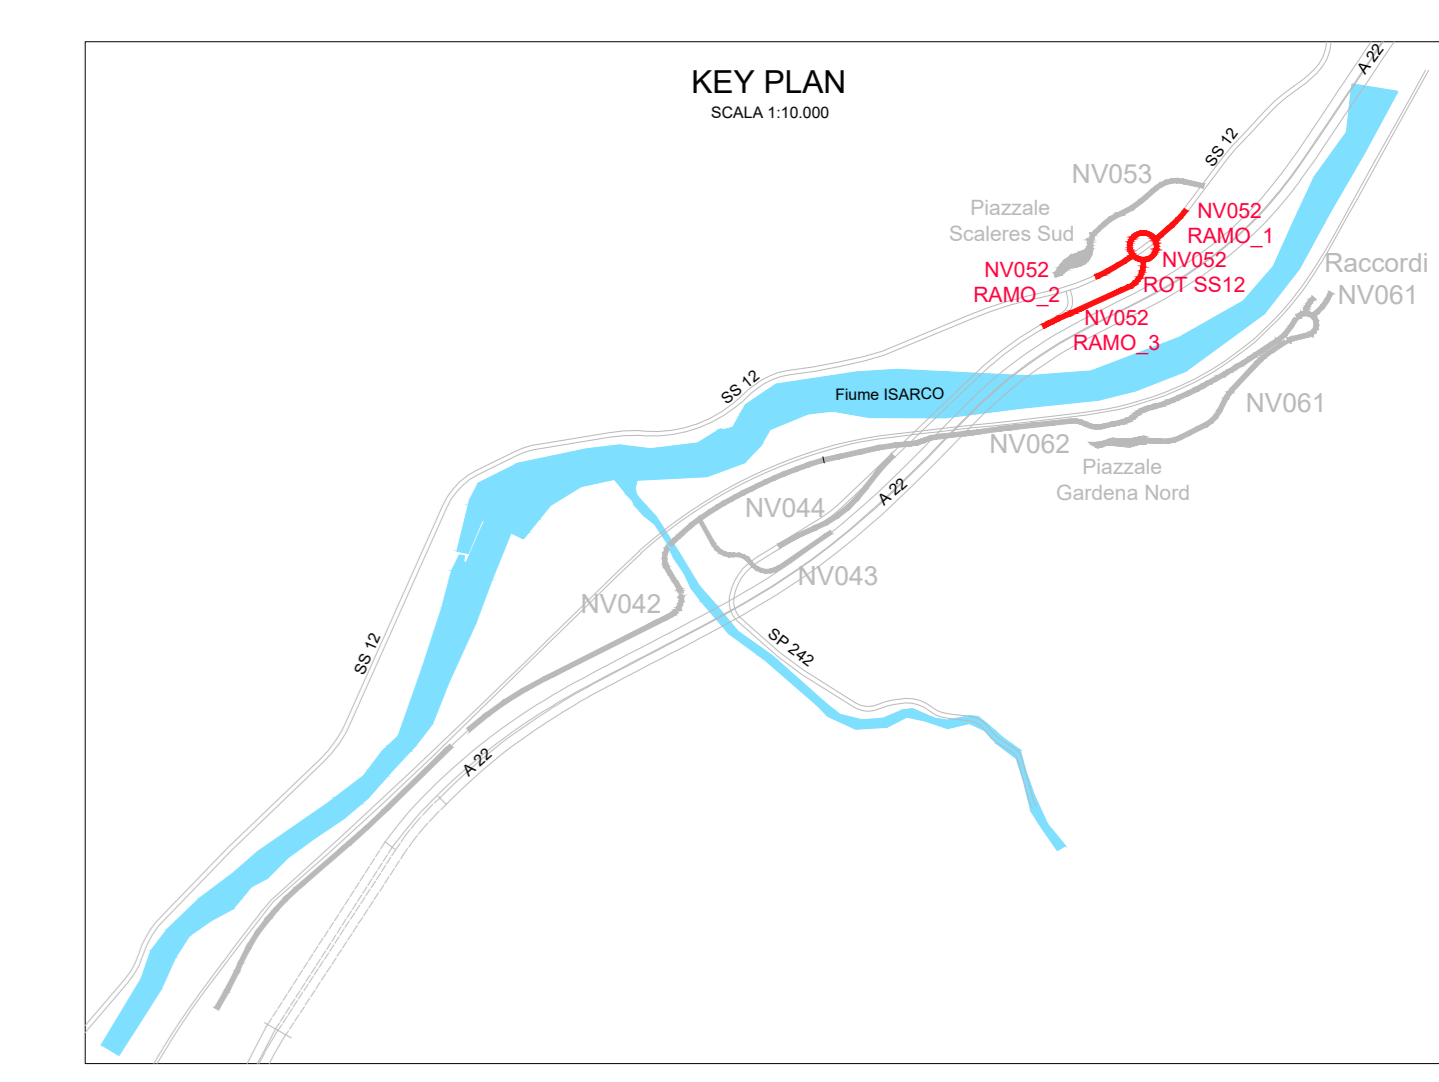 KEY PLAN
SCALA 1:10.000
A 22
SS 12
NV053
Piazzale
Scaleres Sud
NV052
RAMO_1
NV052
ROT SS12
NV052
RAMO_2
NV052
RAMO_3
Raccordi
NV061
SS 12
Fiume ISARCO
NV061
NV062
Piazzale
Gardena Nord
A 22
NV044
NV043
NV042
SP 242
SS 12
A 22